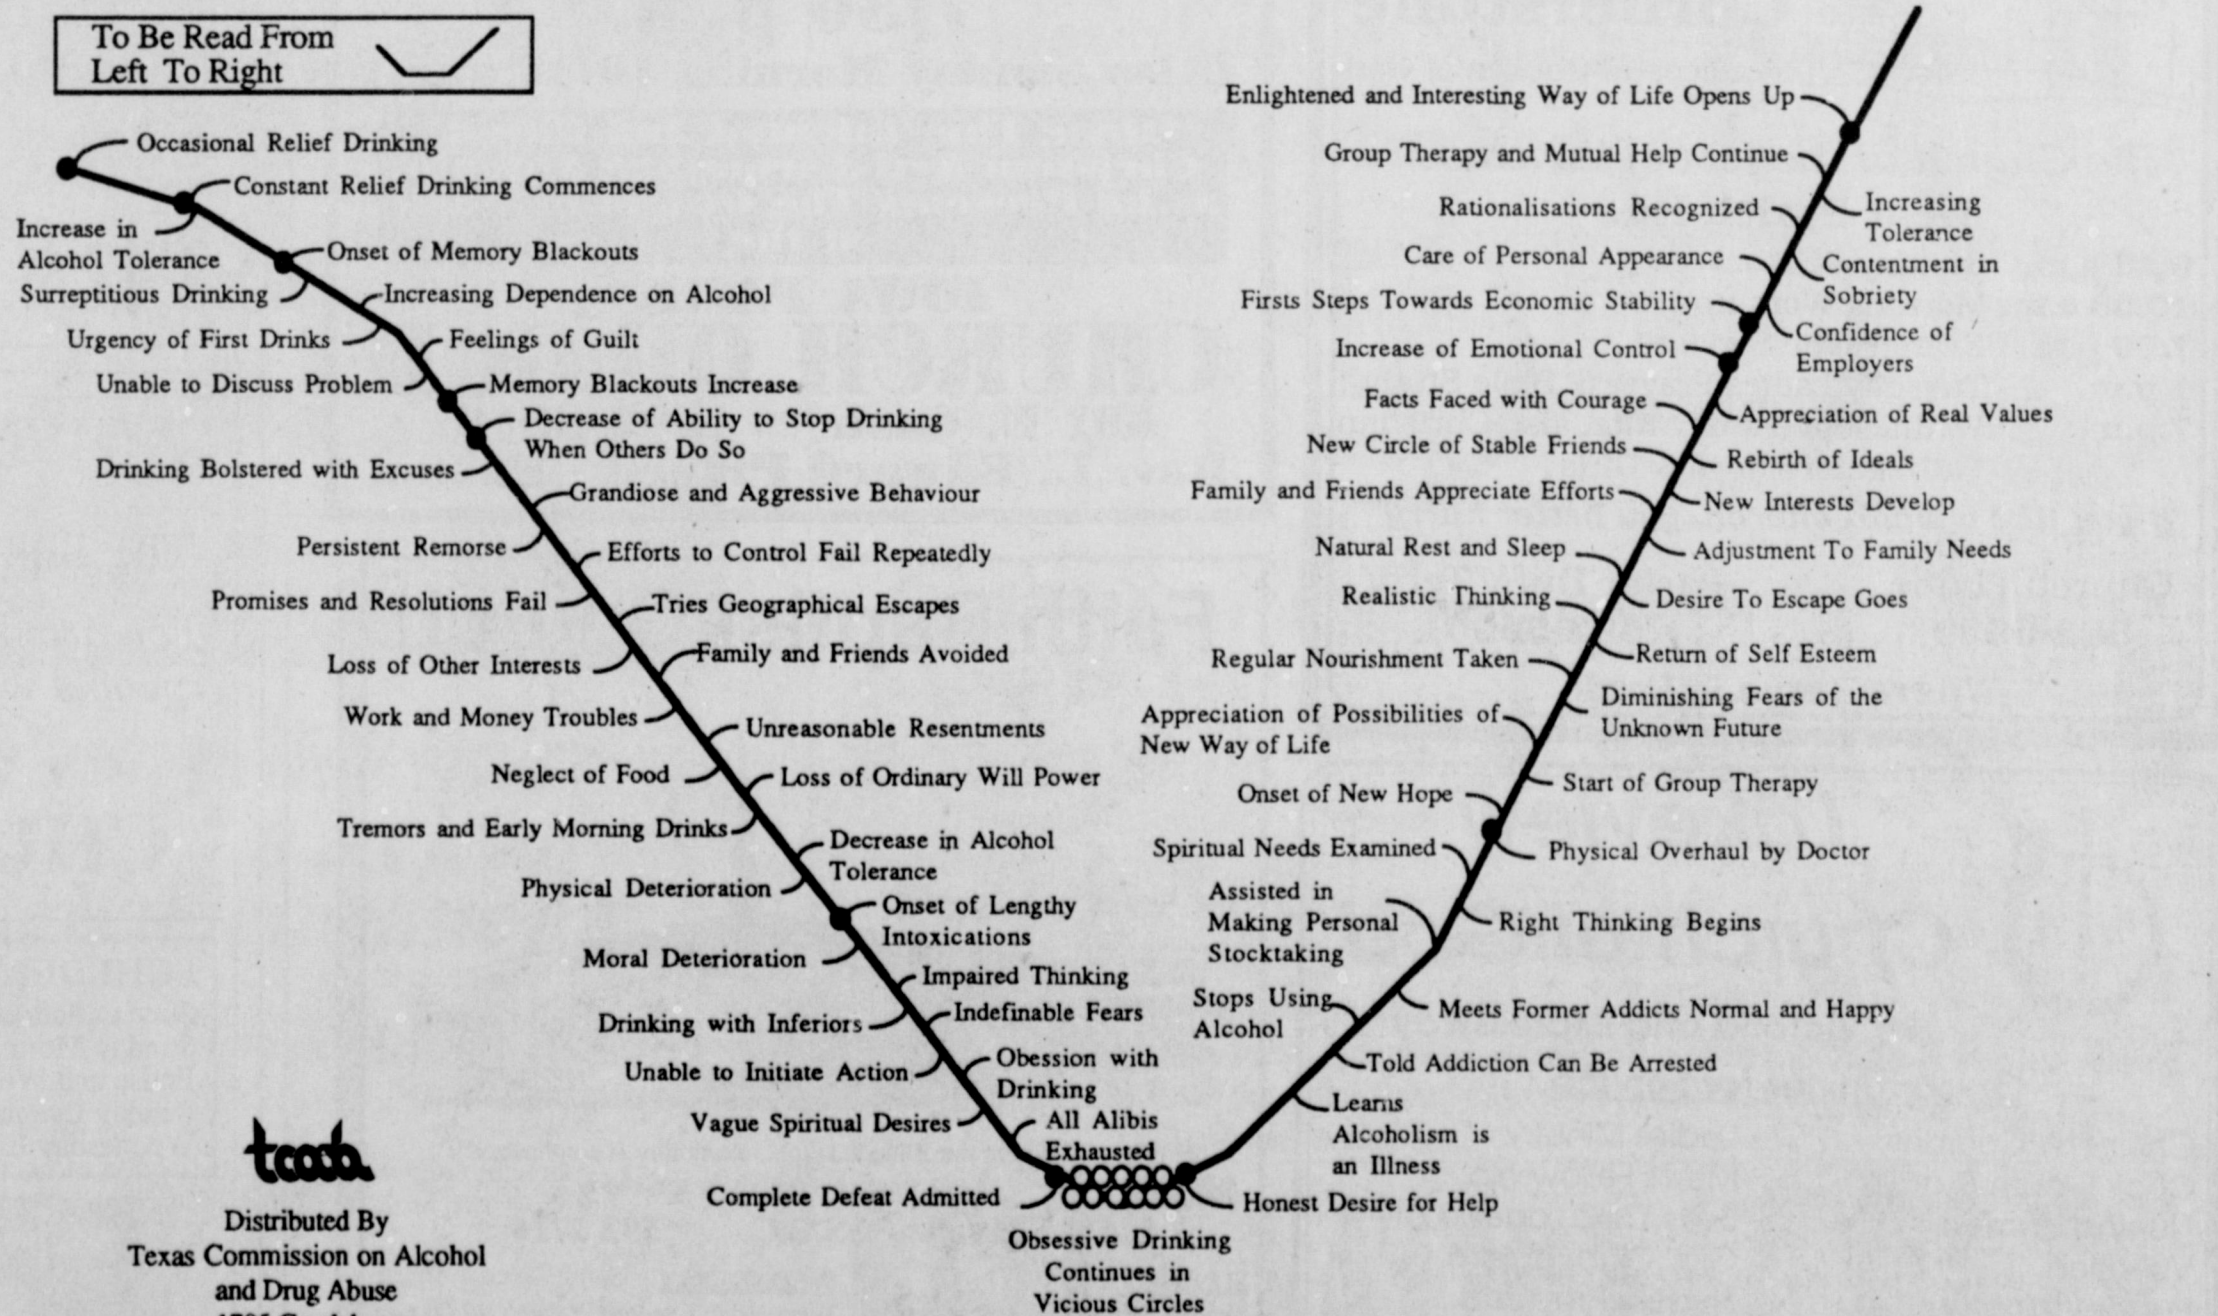 To Be Read From
Left To Right
Occasional Relief Drinking
Constant Relief Drinking Commences
Increase in
Alcohol Tolerance
Onset of Memory Blackouts
Surreptitious Drinking
Increasing Dependence on Alcohol
Urgency of First Drinks
Feelings of Guilt
Unable to Discuss Problem
Memory Blackouts Increase
Decrease of Ability to Stop Drinking
When Others Do So
Drinking Bolstered with Excuses
Grandiose and Aggressive Behaviour
Persistent Remorse
Efforts to Control Fail Repeatedly
Promises and Resolutions Fail
Tries Geographical Escapes
Loss of Other Interests
Family and Friends Avoided
Work and Money Troubles
Unreasonable Resentments
Neglect of Food
Loss of Ordinary Will Power
Tremors and Early Morning Drinks
Decrease in Alcohol
Tolerance
Physical Deterioration
Onset of Lengthy
Intoxications
Moral Deterioration
Impaired Thinking
Drinking with Inferiors
Indefinable Fears
Unable to Initiate Action
Obession with
Drinking
Vague Spiritual Desires
All Alibis
Exhausted
Complete Defeat Admitted
Obsessive Drinking
Continues in
Vicious Circles
Honest Desire for Help
Learns
Alcoholism is
an Illness
Told Addiction Can Be Arrested
Stops Using
Alcohol
Meets Former Addicts Normal and Happy
Assisted in
Making Personal
Stocktaking
Right Thinking Begins
Spiritual Needs Examined
Physical Overhaul by Doctor
Onset of New Hope
Start of Group Therapy
Appreciation of Possibilities of
New Way of Life
Diminishing Fears of the
Unknown Future
Regular Nourishment Taken
Return of Self Esteem
Realistic Thinking
Desire To Escape Goes
Natural Rest and Sleep
Adjustment To Family Needs
Family and Friends Appreciate Efforts
New Interests Develop
New Circle of Stable Friends
Rebirth of Ideals
Facts Faced with Courage
Appreciation of Real Values
Increase of Emotional Control
Confidence of
Employers
Firsts Steps Towards Economic Stability
Contentment in
Sobriety
Care of Personal Appearance
Rationalisations Recognized
Increasing
Tolerance
Group Therapy and Mutual Help Continue
Enlightened and Interesting Way of Life Opens Up
tcada
Distributed By
Texas Commission on Alcohol
and Drug Abuse